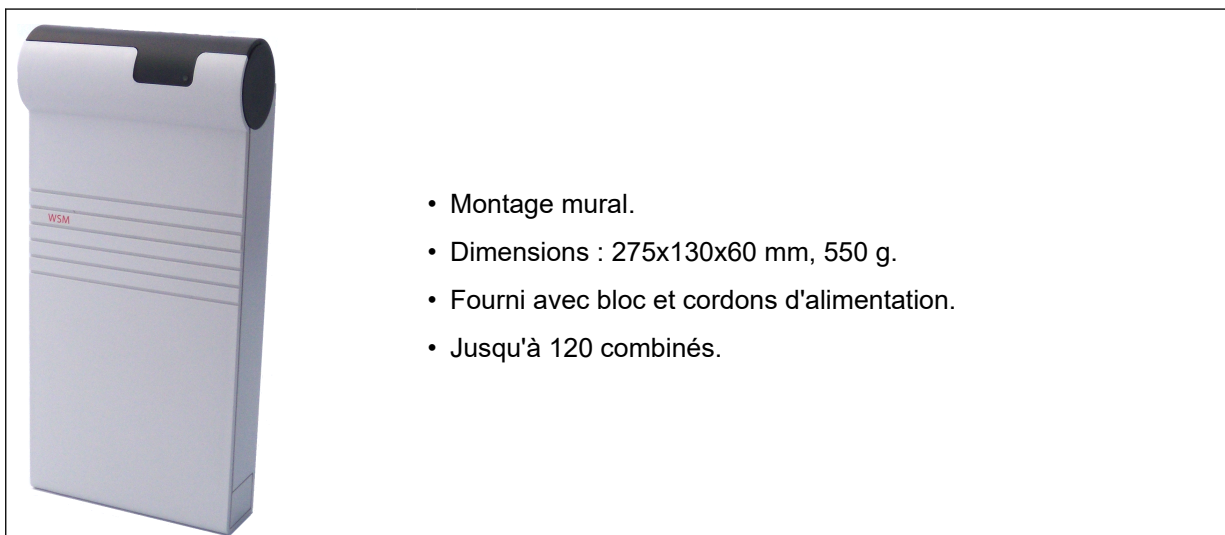 WSM
• Montage mural.
• Dimensions : 275x130x60 mm, 550 g.
• Fourni avec bloc et cordons d'alimentation.
• Jusqu'à 120 combinés.